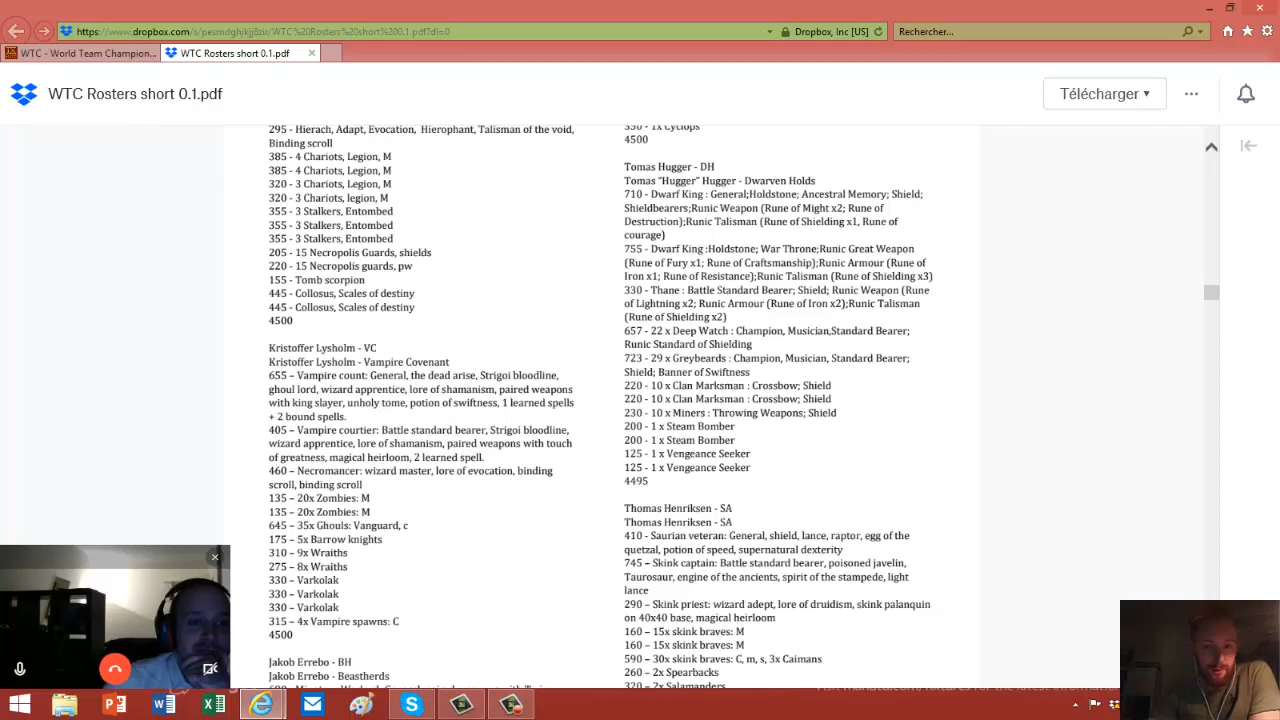 https://www.dropbox.com/s/pesmdghjkjj8zir/WTC%20Rosters%20short%200.1.pdf?dl=0
Dropbox, Inc [US]
Rechercher...
WTC - World Team Champion...
WTC Rosters short 0.1.pdf
WTC Rosters short 0.1.pdf
Télécharger
295 - Hierach, Adapt, Evocation, Hierophant, Talisman of the void,
Binding scroll
385 - 4 Chariots, Legion, M
385 - 4 Chariots, Legion, M
320 - 3 Chariots, Legion, M
320 - 3 Chariots, legion, M
355 - 3 Stalkers, Entombed
355 - 3 Stalkers, Entombed
355 - 3 Stalkers, Entombed
205 - 15 Necropolis Guards, shields
220 - 15 Necropolis guards, pw
155 - Tomb scorpion
445 - Collosus, Scales of destiny
445 - Collosus, Scales of destiny
4500
Kristoffer Lysholm - VC
Kristoffer Lysholm - Vampire Covenant
655 – Vampire count: General, the dead arise, Strigoi bloodline,
ghoul lord, wizard apprentice, lore of shamanism, paired weapons
with king slayer, unholy tome, potion of swiftness, 1 learned spells
+ 2 bound spells.
405 – Vampire courtier: Battle standard bearer, Strigoi bloodline,
wizard apprentice, lore of shamanism, paired weapons with touch
of greatness, magical heirloom, 2 learned spell.
460 – Necromancer: wizard master, lore of evocation, binding
scroll, binding scroll
135 – 20x Zombies: M
135 – 20x Zombies: M
645 – 35x Ghouls: Vanguard, c
175 – 5x Barrow knights
310 – 9x Wraiths
275 – 8x Wraiths
330 – Varkolak
330 – Varkolak
330 – Varkolak
315 – 4x Vampire spawns: C
4500
Jakob Errebo - BH
Jakob Errebo - Beastherds
350 - 1x Cyclops
4500
Tomas Hugger - DH
Tomas "Hugger" Hugger - Dwarven Holds
710 - Dwarf King : General;Holdstone; Ancestral Memory; Shield;
Shieldbearers;Runic Weapon (Rune of Might x2; Rune of
Destruction);Runic Talisman (Rune of Shielding x1, Rune of
courage)
755 - Dwarf King :Holdstone; War Throne;Runic Great Weapon
(Rune of Fury x1; Rune of Craftsmanship);Runic Armour (Rune of
Iron x1; Rune of Resistance);Runic Talisman (Rune of Shielding x3)
330 - Thane : Battle Standard Bearer; Shield; Runic Weapon (Rune
of Lightning x2; Runic Armour (Rune of Iron x2);Runic Talisman
(Rune of Shielding x2)
657 - 22 x Deep Watch : Champion, Musician,Standard Bearer;
Runic Standard of Shielding
723 - 29 x Greybeards : Champion, Musician, Standard Bearer;
Shield; Banner of Swiftness
220 - 10 x Clan Marksman : Crossbow; Shield
220 - 10 x Clan Marksman : Crossbow; Shield
230 - 10 x Miners : Throwing Weapons; Shield
200 - 1 x Steam Bomber
200 - 1 x Steam Bomber
125 - 1 x Vengeance Seeker
125 - 1 x Vengeance Seeker
4495
Thomas Henriksen - SA
Thomas Henriksen - SA
410 - Saurian veteran: General, shield, lance, raptor, egg of the
quetzal, potion of speed, supernatural dexterity
745 – Skink captain: Battle standard bearer, poisoned javelin,
Taurosaur, engine of the ancients, spirit of the stampede, light
lance
290 – Skink priest: wizard adept, lore of druidism, skink palanquin
on 40x40 base, magical heirloom
160 – 15x skink braves: M
160 – 15x skink braves: M
590 – 30x skink braves: C, m, s, 3x Caimans
260 – 2x Spearbacks
320 – 2x Salamanders